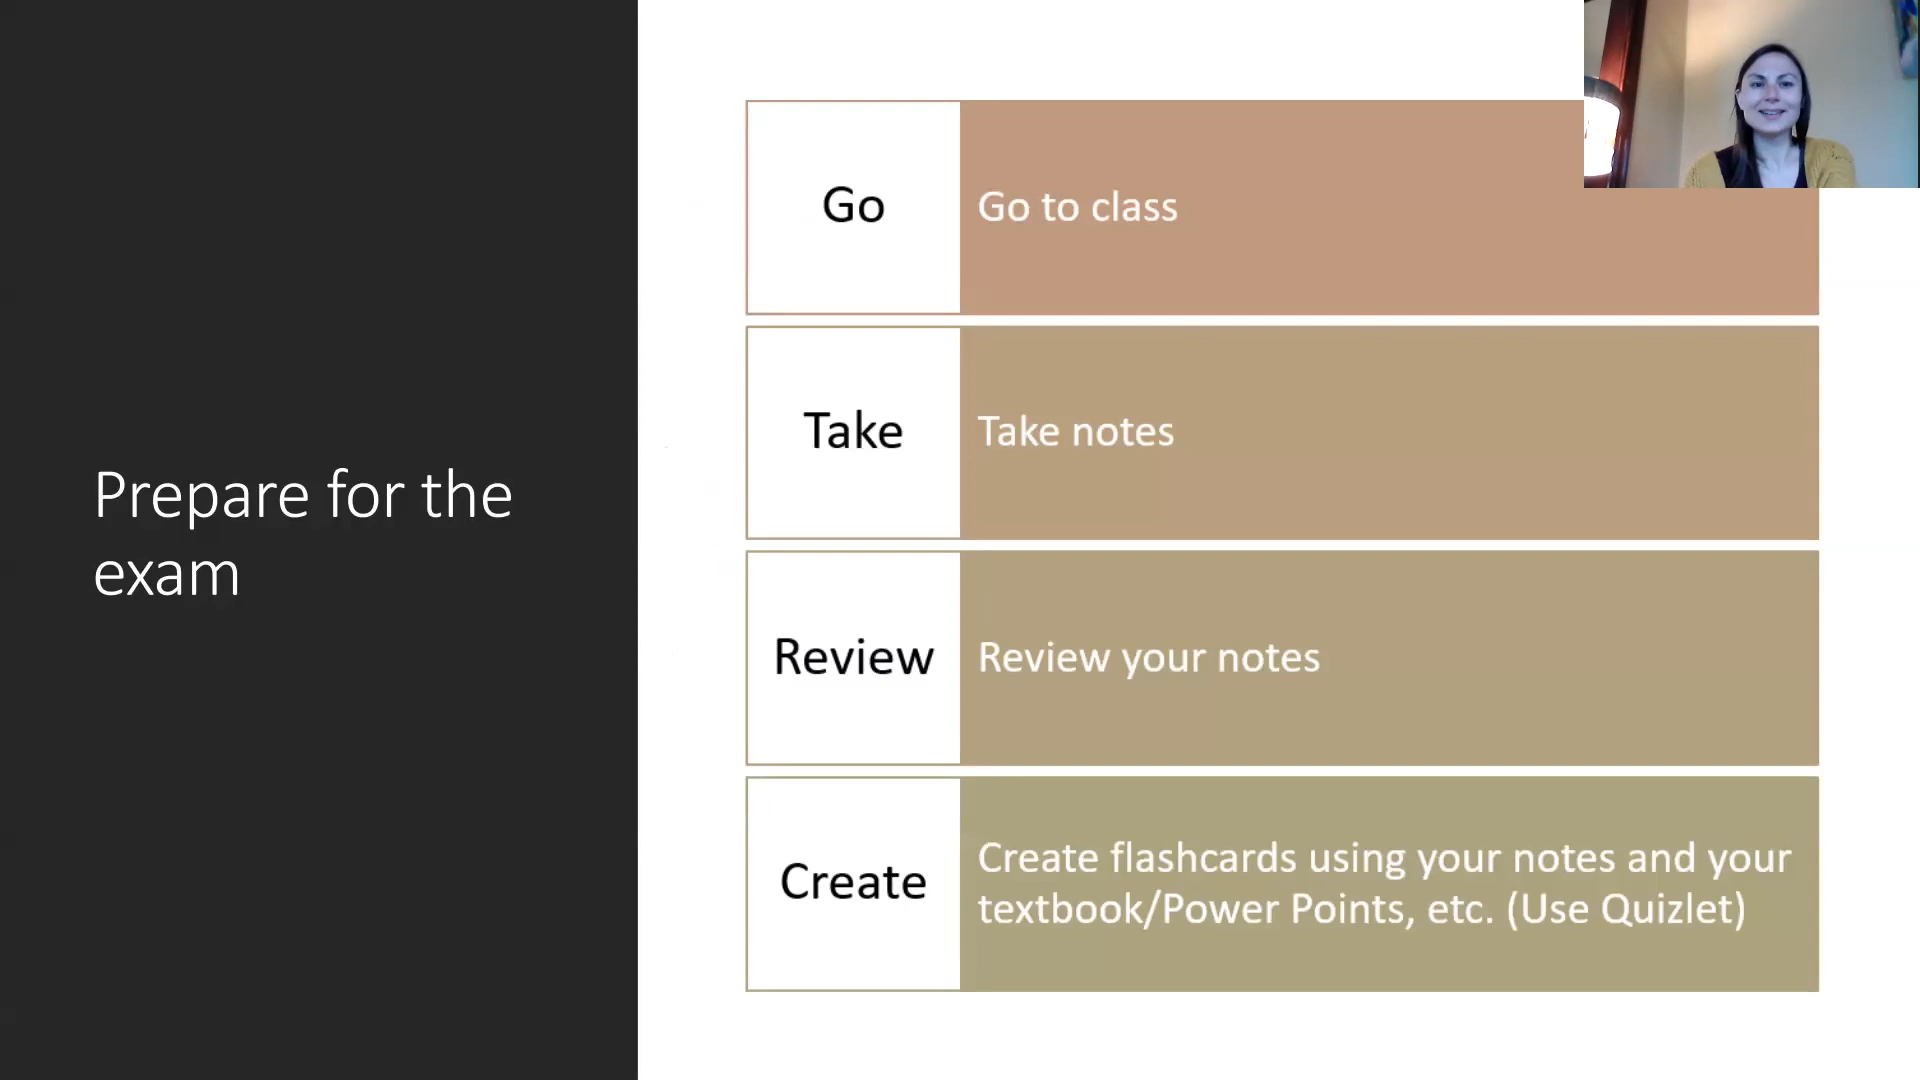 Prepare for the
exam
Go
Go to class
Take
Take notes
Review
Review your notes
Create
Create flashcards using your notes and your
textbook/Power Points, etc. (Use Quizlet)